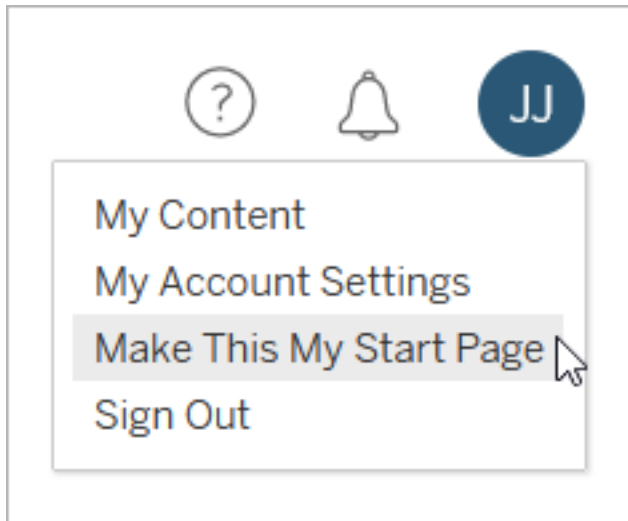 ?
JJ
My Content
My Account Settings
Make This My Start Page
Sign Out